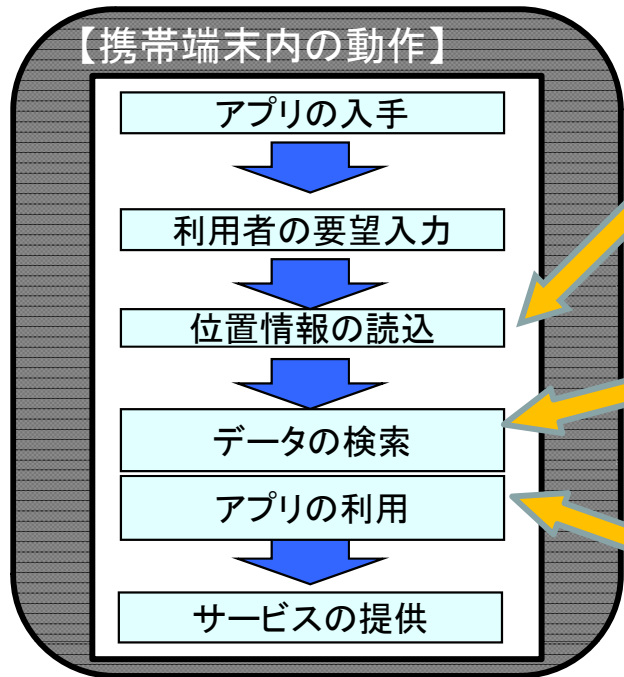 【携帯端末内の動作】
アプリの入手
利用者の要望入力
位置情報の読込
データの検索
アプリの利用
サービスの提供